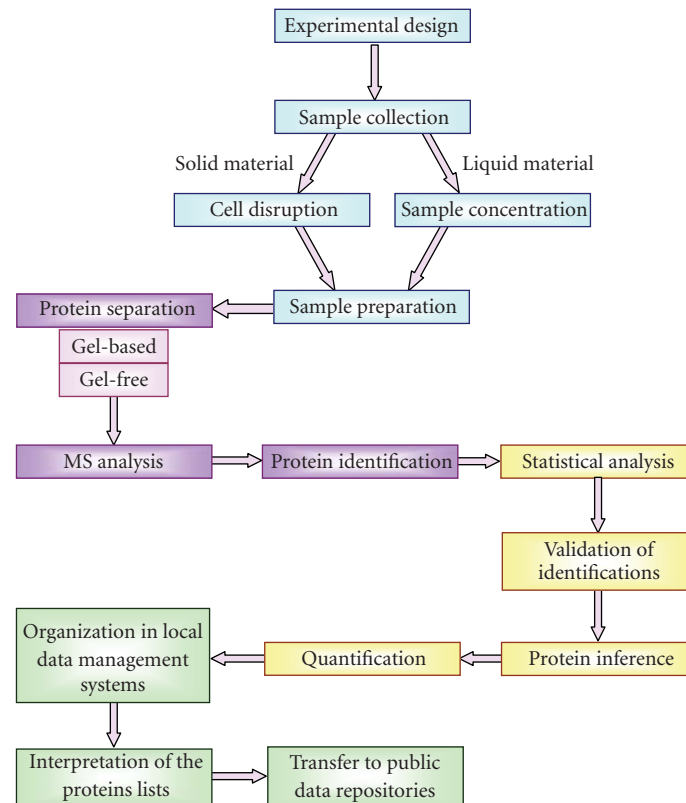 Experimental design
Sample collection
Solid material
Liquid material
Cell disruption
Sample concentration
Sample preparation
Protein separation
Gel-based
Gel-free
MS analysis
Protein identification
Statistical analysis
Validation of
identifications
Protein inference
Quantification
Organization in local
data management
systems
Interpretation of the
proteins lists
Transfer to public
data repositories